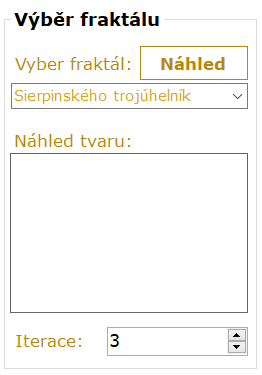 Výběr fraktálu
Vyber fraktál: Náhled
Sierpinského trojúhelník
Náhled tvaru:
Iterace: 3